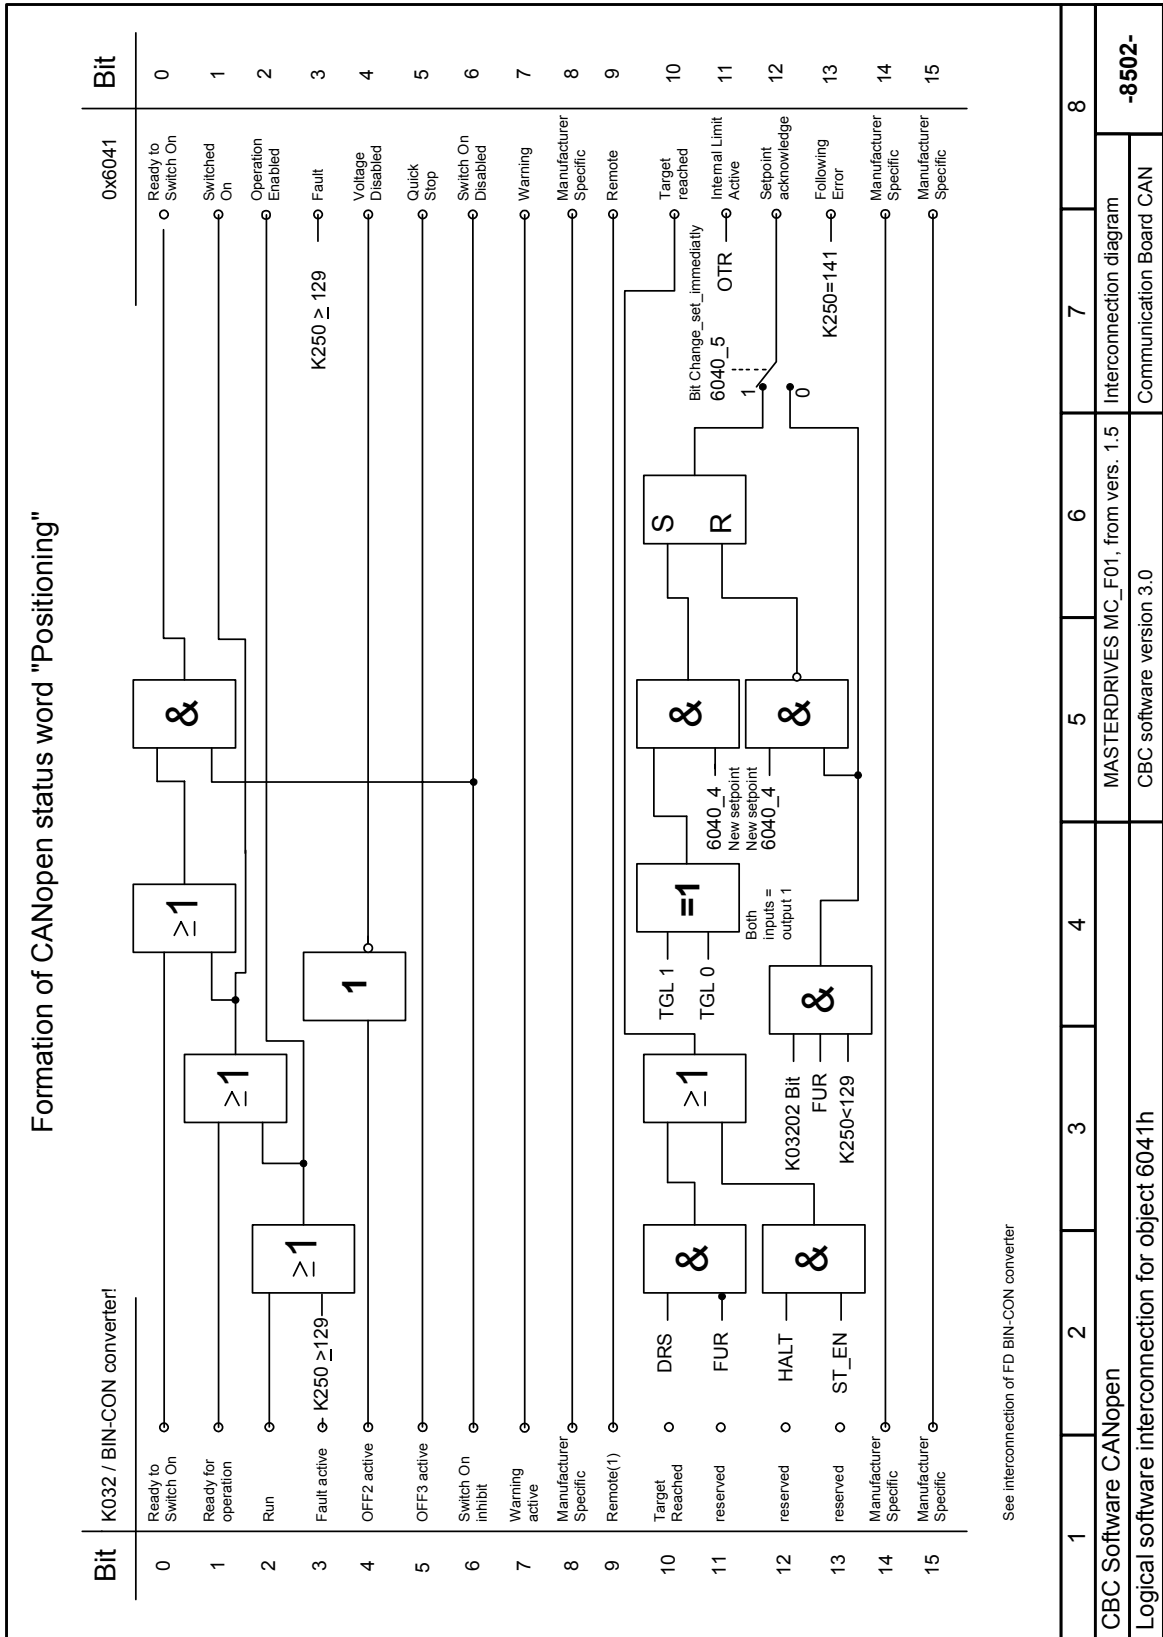 Formation of CANopen status word "Positioning"
Bit
K032 / BIN-CON converter!
0x6041
Bit
0
Ready to
Switch On
≥1
&
Ready to
Switch On
0
1
Ready for
operation
≥1
Switched
On
1
2
Run
≥1
Operation
Enabled
2
3
Fault active
K250 ≥129
K250 ≥ 129
Fault
3
4
OFF2 active
1
Voltage
Disabled
4
5
OFF3 active
Quick
Stop
5
6
Switch On
inhibit
Switch On
Disabled
6
7
Warning
active
Warning
7
8
Manufacturer
Specific
Manufacturer
Specific
8
9
Remote(1)
Remote
9
10
Target
Reached
DRS
&
≥1
TGL 1
TGL 0
=1
Both
inputs =
output 1
&
6040_4
New setpoint
S
R
Target
reached
10
11
reserved
FUR
Bit Change_set_immediatly
6040_5
OTR
Internal Limit
Active
11
12
reserved
HALT
&
K03202 Bit
FUR
K250<129
&
New setpoint
6040_4
&
1
0
Setpoint
acknowledge
12
13
reserved
ST_EN
K250=141
Following
Error
13
14
Manufacturer
Specific
Manufacturer
Specific
14
15
Manufacturer
Specific
Manufacturer
Specific
15
See interconnection of FD BIN-CON converter
1
2
3
4
5
6
7
8
CBC Software CANopen
MASTERDRIVES MC_F01, from vers. 1.5
Interconnection diagram
-8502-
Logical software interconnection for object 6041h
CBC software version 3.0
Communication Board CAN